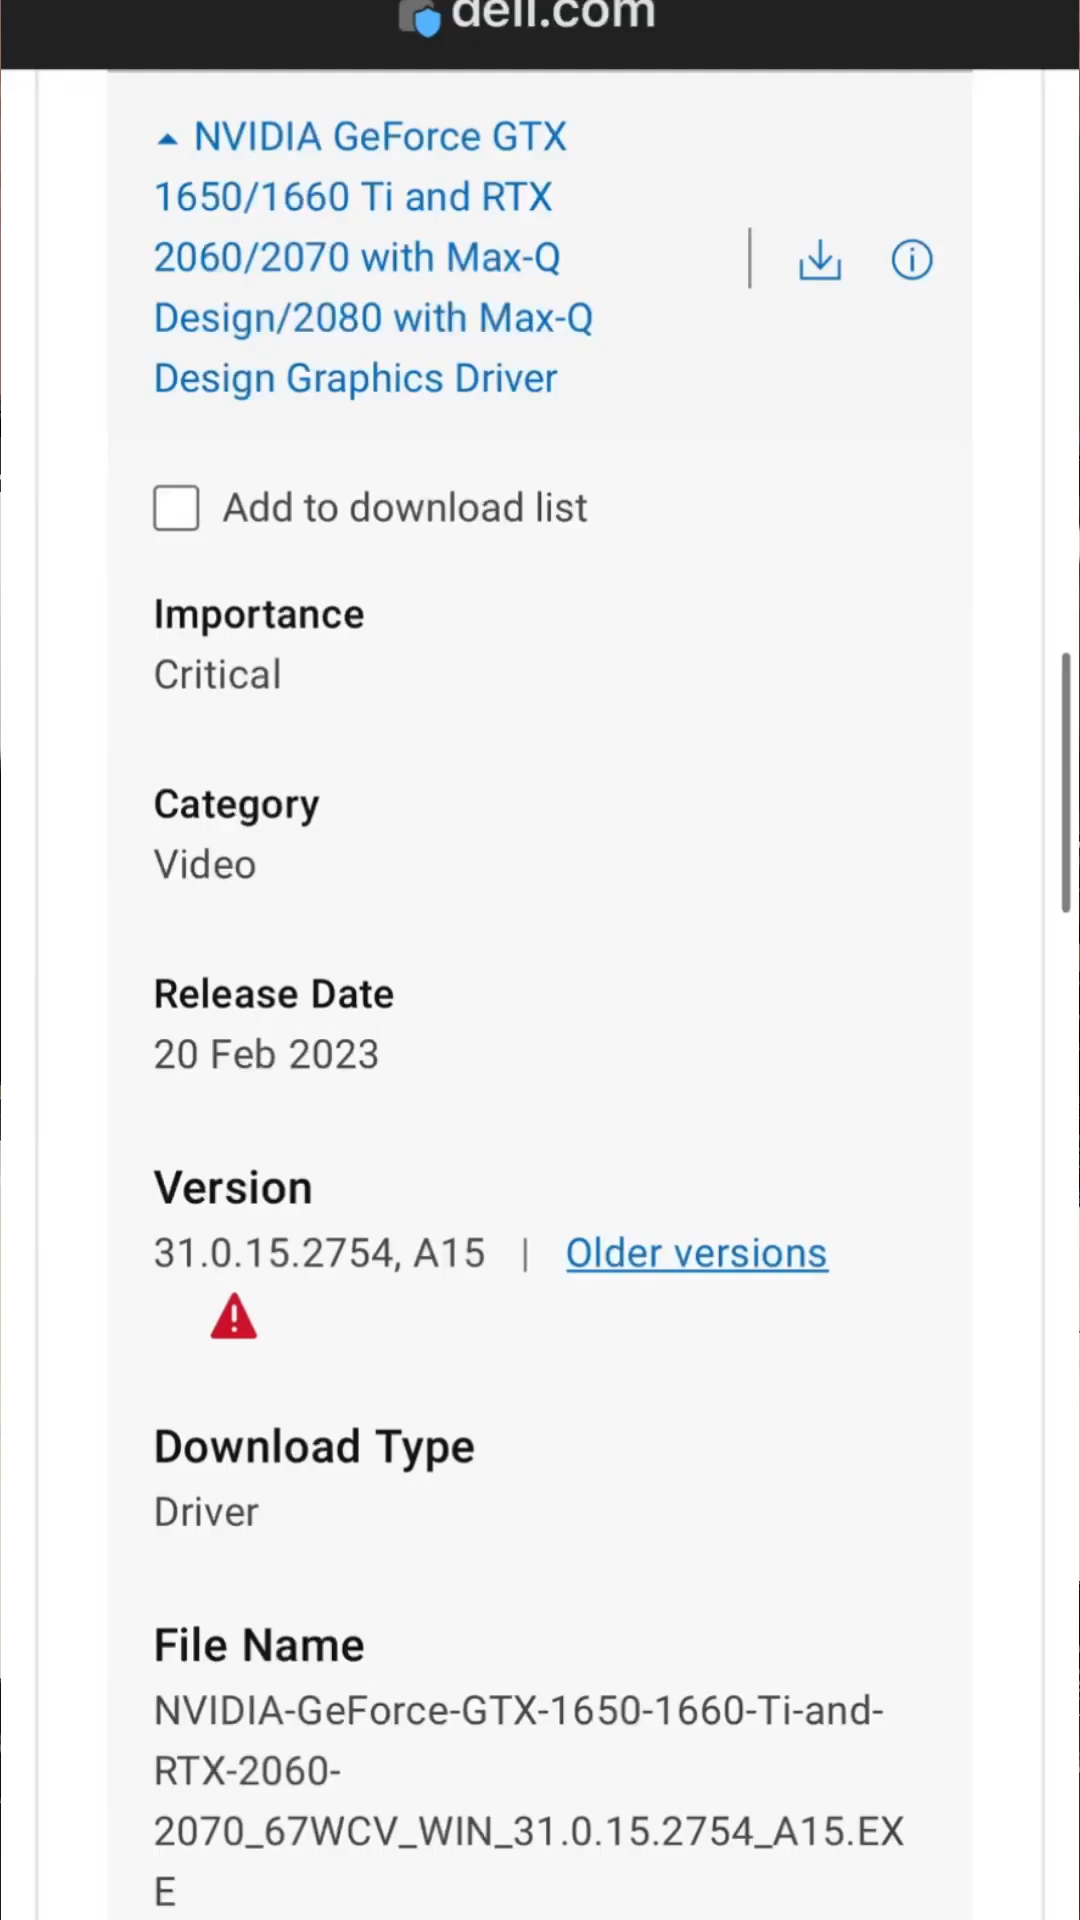 dell.com
NVIDIA GeForce GTX
1650/1660 Ti and RTX
2060/2070 with Max-Q
Design/2080 with Max-Q
Design Graphics Driver
Add to download list
Importance
Critical
Category
Video
Release Date
20 Feb 2023
Version
31.0.15.2754, A15 | Older versions
Download Type
Driver
File Name
NVIDIA-GeForce-GTX-1650-1660-Ti-and-
RTX-2060-
2070_67WCV_WIN_31.0.15.2754_A15.EX
E